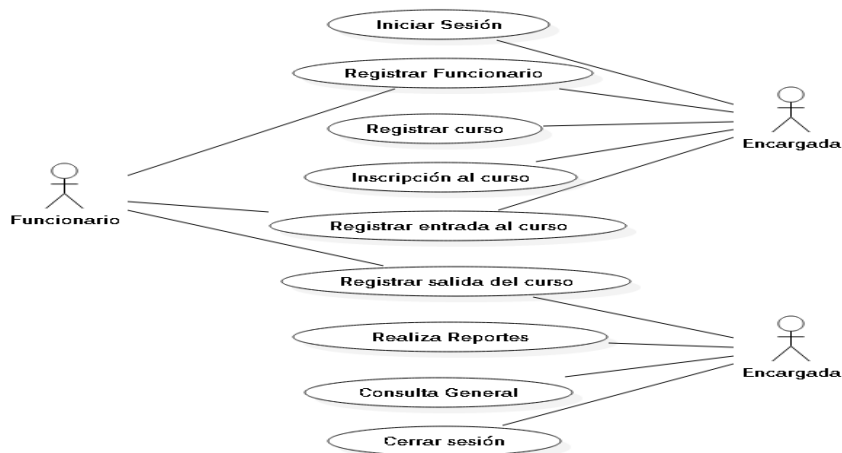 Iniciar Sesión
Registrar Funcionario
Registrar curso
Encargada
Inscripción al curso
Funcionario
Registrar entrada al curso
Registrar salida del curso
Realiza Reportes
Encargada
Consulta General
Cerrar sesión